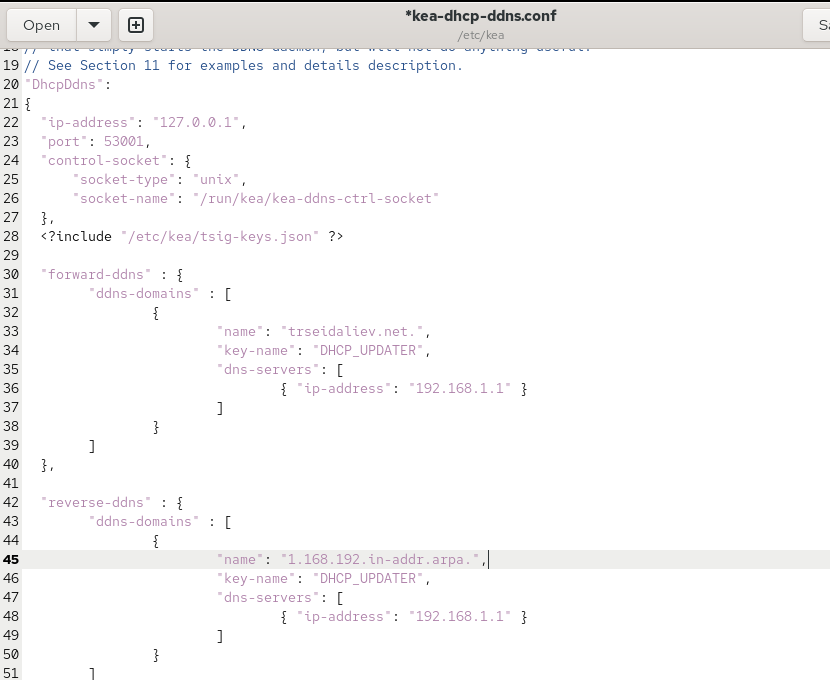 Open
*kea-dhcp-ddns.conf
/etc/kea
Sa
18 // that simply starts the DDNS daemon, but will not do anything useful.
19 // See Section 11 for examples and details description.
20 "DhcpDdns":
21 {
22   "ip-address": "127.0.0.1",
23   "port": 53001,
24   "control-socket": {
25       "socket-type": "unix",
26       "socket-name": "/run/kea/kea-ddns-ctrl-socket"
27   },
28   <?include "/etc/kea/tsig-keys.json" ?>
29
30   "forward-ddns" : {
31         "ddns-domains" : [
32                 {
33                         "name": "trseidaliev.net.",
34                         "key-name": "DHCP_UPDATER",
35                         "dns-servers": [
36                                 { "ip-address": "192.168.1.1" }
37                         ]
38                 }
39         ]
40   },
41
42   "reverse-ddns" : {
43         "ddns-domains" : [
44                 {
45                         "name": "1.168.192.in-addr.arpa.",
46                         "key-name": "DHCP_UPDATER",
47                         "dns-servers": [
48                                 { "ip-address": "192.168.1.1" }
49                         ]
50                 }
51         ]